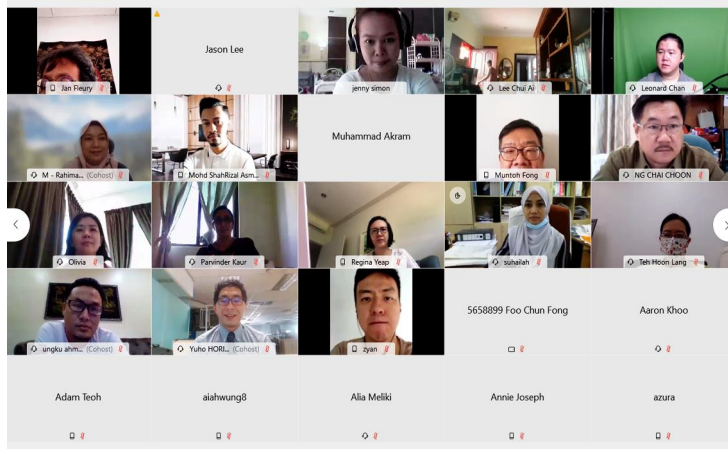 Jan Fleury
Jason Lee
jenny simon
Lee Chui Ai
Leonard Chan
M - Rahima... (Cohost)
Mohd ShahRizal Asm...
Muhammad Akram
Muntoh Fong
NG CHAI CHOON
Olivia
Parvinder Kaur
Regina Yeap
suhailah
Teh Hoon Lang
ungku ahm... (Cohost)
Yuho HORI... (Cohost)
zyan
5658899 Foo Chun Fong
Aaron Khoo
Adam Teoh
aiahwung8
Alia Meliki
Annie Joseph
azura